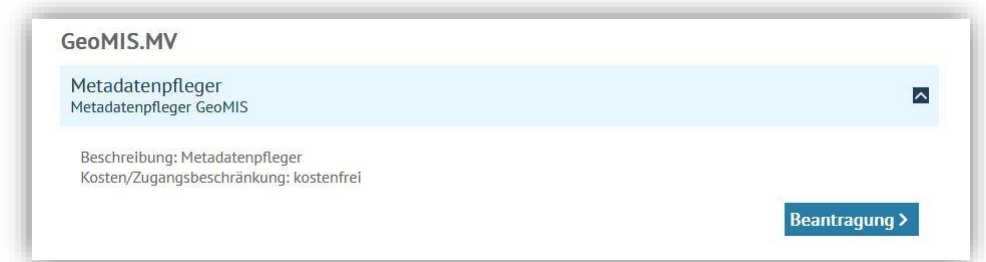 GeoMIS.MV
Metadatenpfleger
Metadatenpfleger GeoMIS
Beschreibung: Metadatenpfleger
Kosten/Zugangsbeschränkung: kostenfrei
Beantragung >